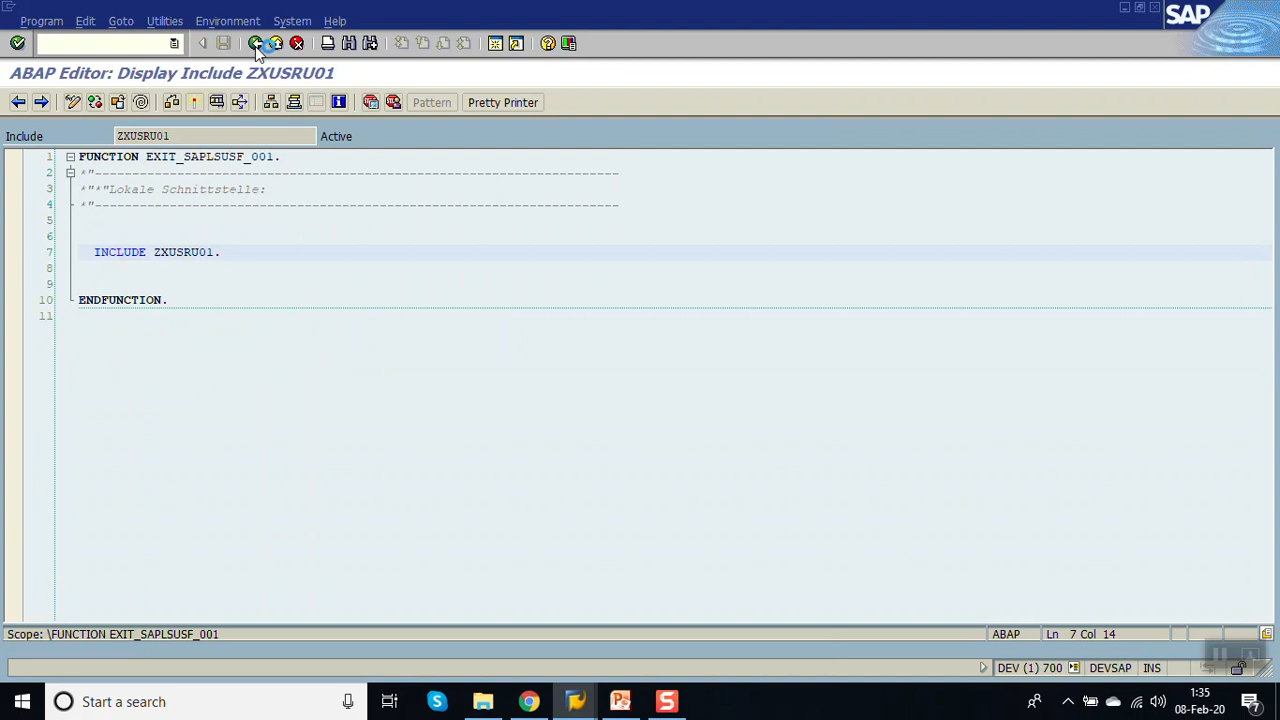 Program Edit Goto Utilities Environment System Help
SAP
ABAP Editor: Display Include ZXUSRU01
Pattern Pretty Printer
Include ZXUSRU01 Active
1 FUNCTION EXIT_SAPLSUSF_001.
2 *"----------------------------------------------------------------------
3 *"*"Lokale Schnittstelle:
4 *"----------------------------------------------------------------------
5
6
7 INCLUDE ZXUSRU01.
8
9
10 ENDFUNCTION.
11
Scope: \FUNCTION EXIT_SAPLSUSF_001 ABAP Ln 7 Col 14
DEV (1) 700 DEVSAP INS
Start a search
1:35
08-Feb-20
7